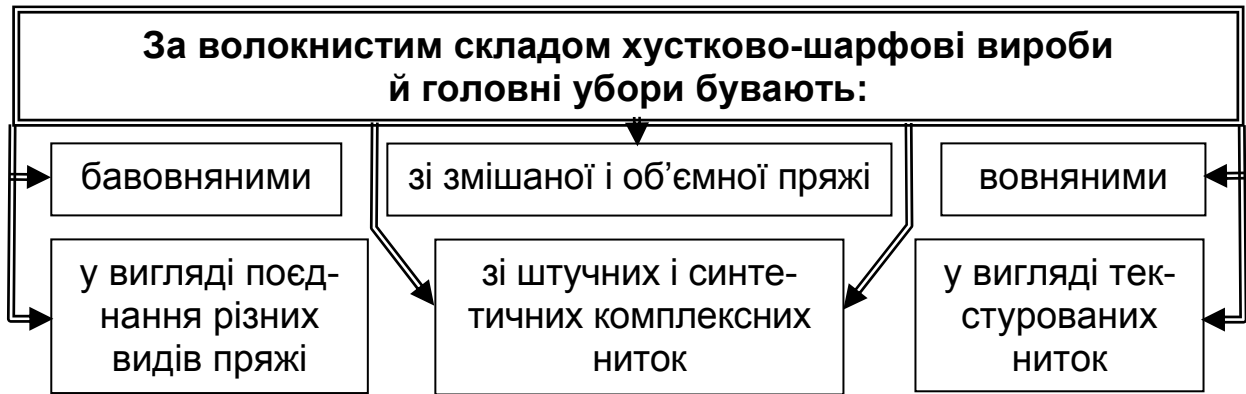 За волокнистим складом хустково-шарфові вироби
й головні убори бувають:
бавовняними
зі змішаної і об’ємної пряжі
вовняними
у вигляді поєд-
нання різних
видів пряжі
зі штучних і синте-
тичних комплексних
ниток
у вигляді тек-
стурованих
ниток